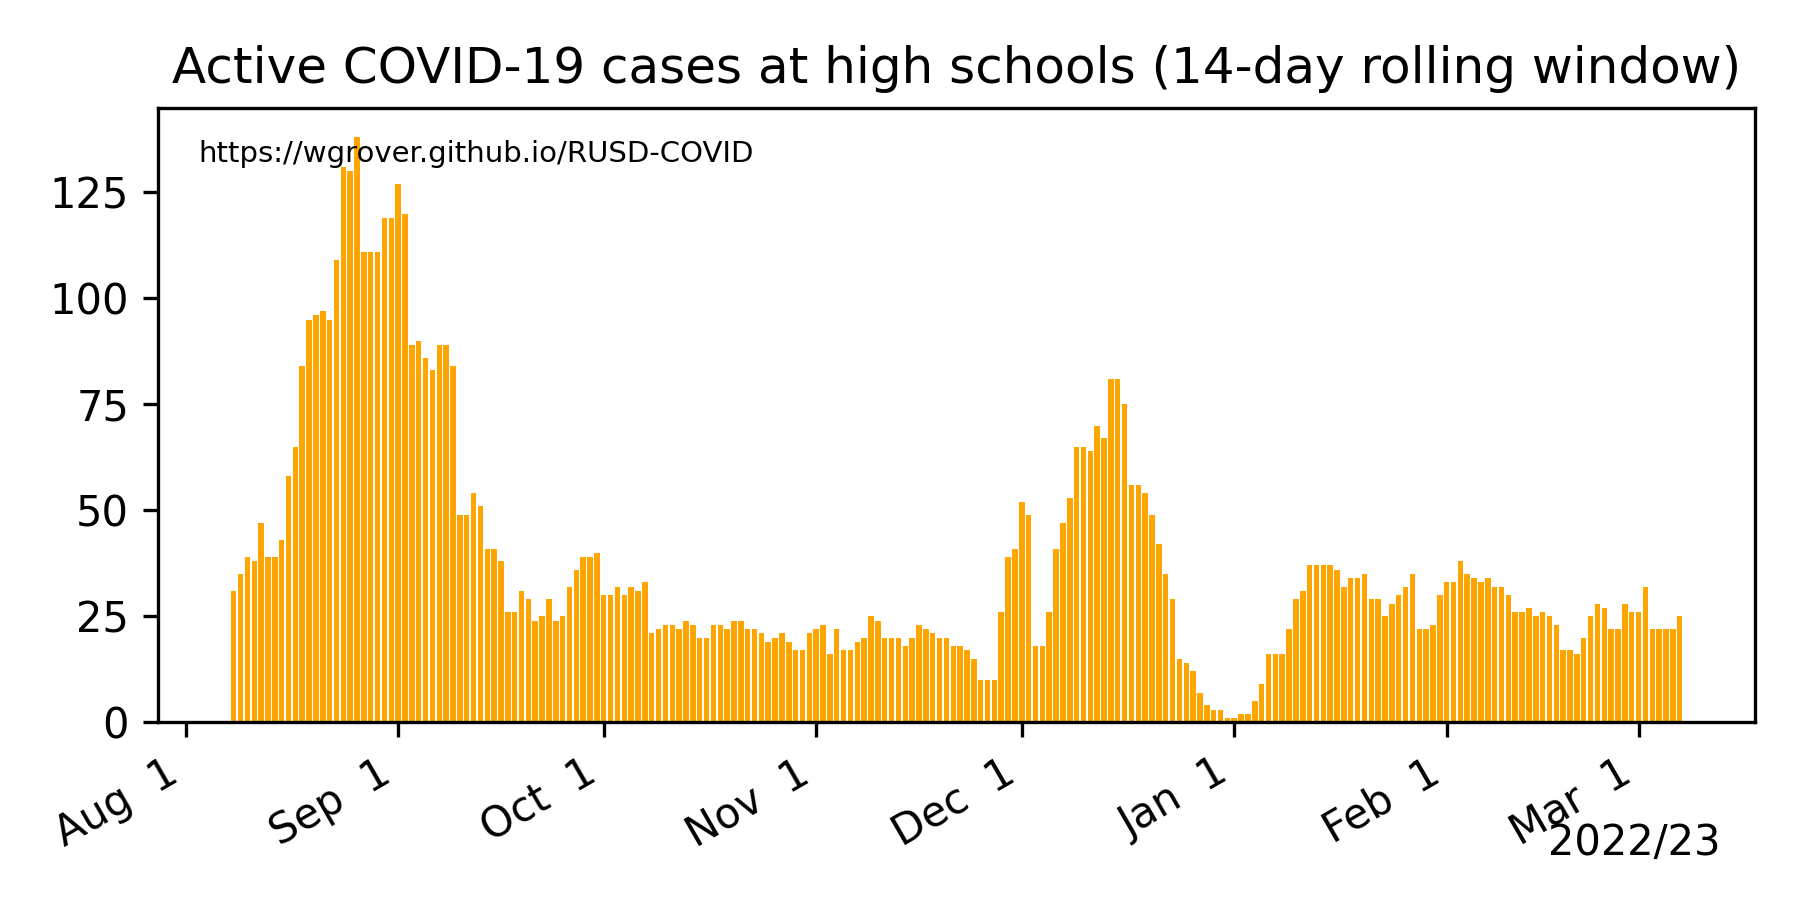 Active COVID-19 cases at high schools (14-day rolling window)
https://wgrover.github.io/RUSD-COVID
125
100
75
50
25
0
Aug 1
Sep 1
Oct 1
Nov 1
Dec 1
Jan 1
Feb 1
Mar 1
2022/23